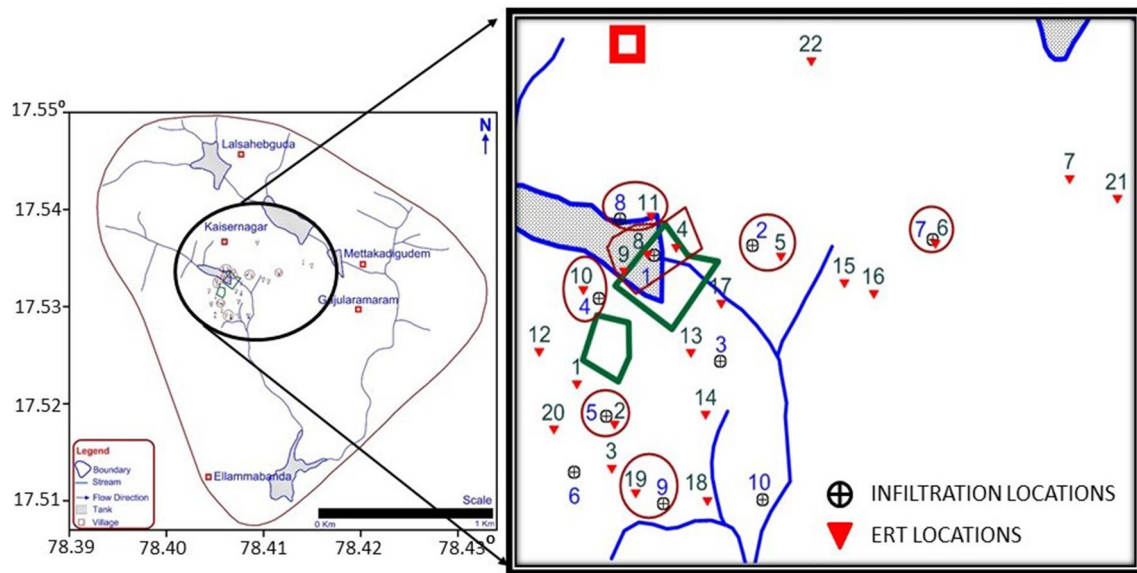 17.55°
17.54
17.53
17.52
17.51
78.39
78.40
78.41
78.42
78.43°
N
Lalsahebguda
Kaisernagar
Mettakadigudem
Gajularamaram
Ellammabanda
Legend
Boundary
Stream
Flow Direction
Tank
Village
Scale
0 Km
1 Km
22
7
21
8
11
2
5
7
6
4
8
9
1
10
4
17
15
16
12
13
3
1
14
20
5
2
3
6
19
9
18
10
INFILTRATION LOCATIONS
ERT LOCATIONS